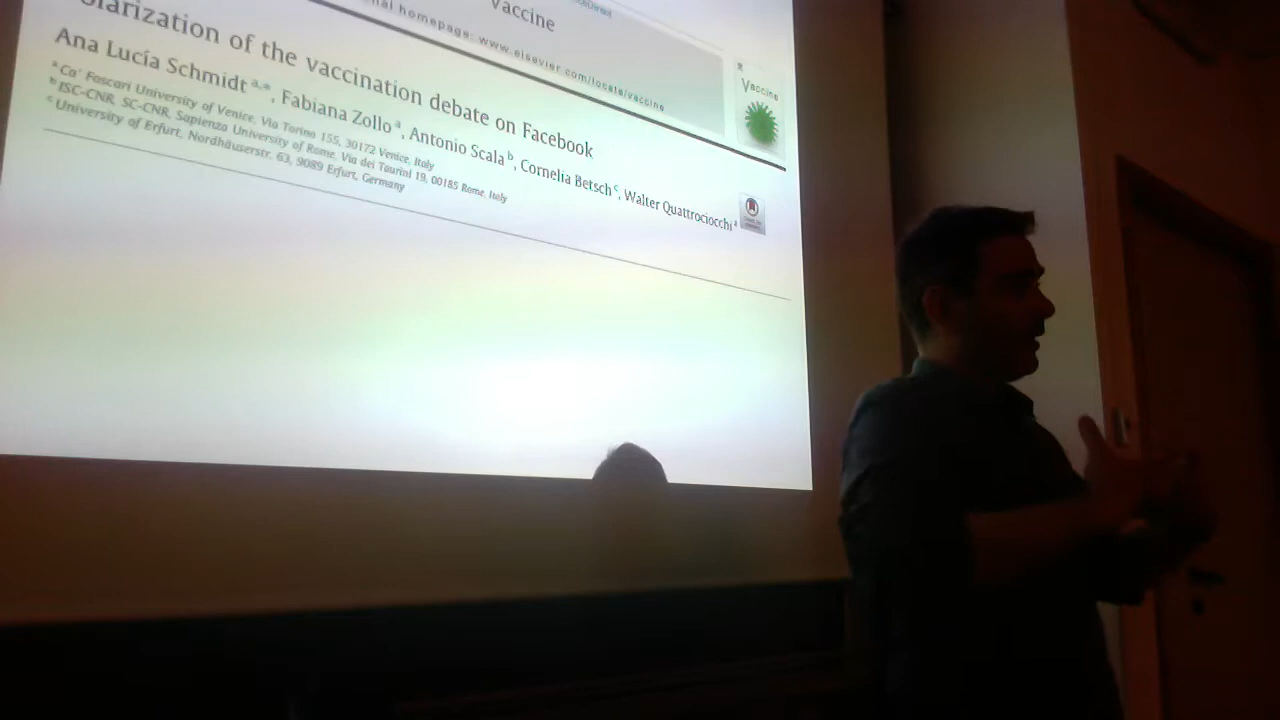 Vaccine
nal homepage: www.elsevier.com/locate/vaccine
Vaccine
olarization of the vaccination debate on Facebook
Ana Lucía Schmidt a,*, Fabiana Zollo a, Antonio Scala b, Cornelia Betsch c, Walter Quattrociocchi a
a Ca' Foscari University of Venice, Via Torino 155, 30172 Venice, Italy
b ISC-CNR, SC-CNR, Sapienza University of Rome, Via dei Taurini 19, 00185 Rome, Italy
c University of Erfurt, Nordhäuserstr. 63, 9089 Erfurt, Germany